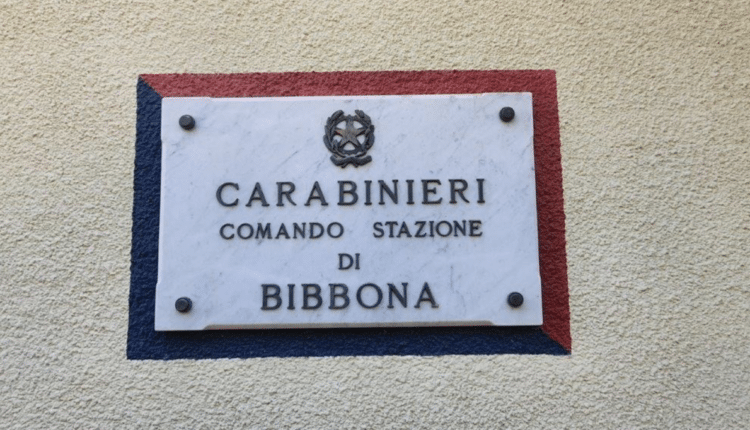 CARABINIERI
COMANDO STAZIONE
DI
BIBBONA